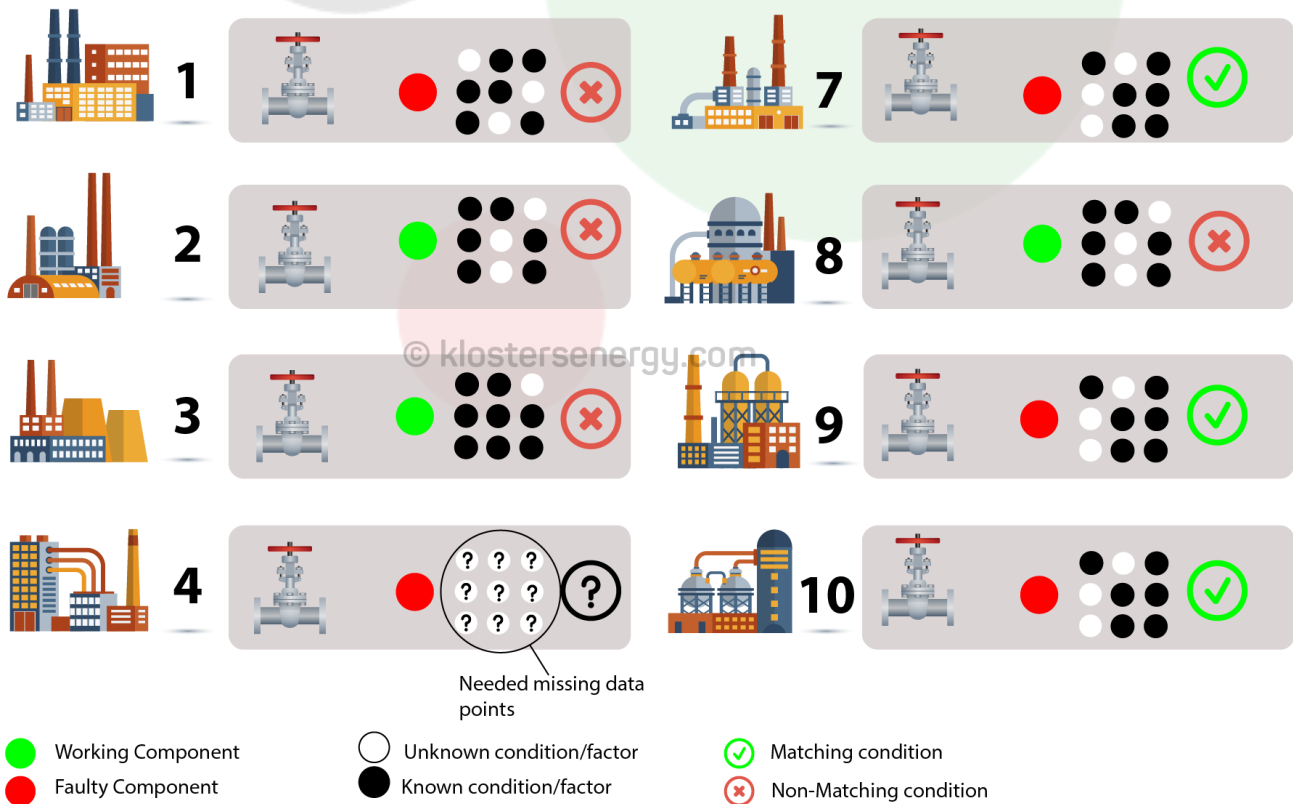 1
7
2
8
© klostersenergy.com
3
9
4
? ? ?
? ? ?
? ? ?
?
10
Needed missing data
points
Working Component
Unknown condition/factor
Matching condition
Faulty Component
Known condition/factor
Non-Matching condition